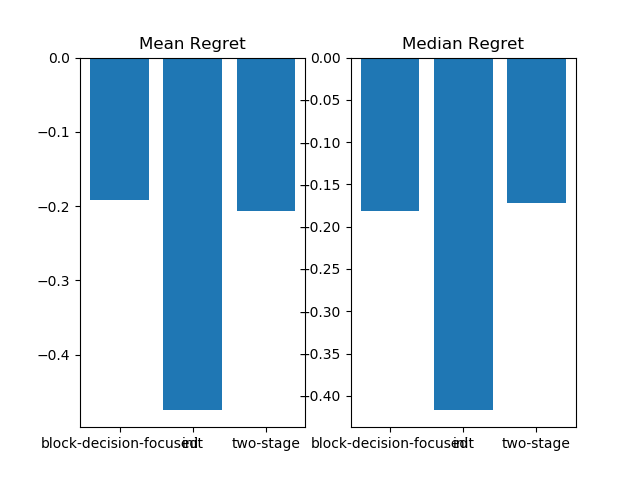 Mean Regret
0.0
−0.1
−0.2
−0.3
−0.4
block-decision-focused
init
two-stage
Median Regret
0.00
−0.05
−0.10
−0.15
−0.20
−0.25
−0.30
−0.35
−0.40
block-decision-focused
init
two-stage